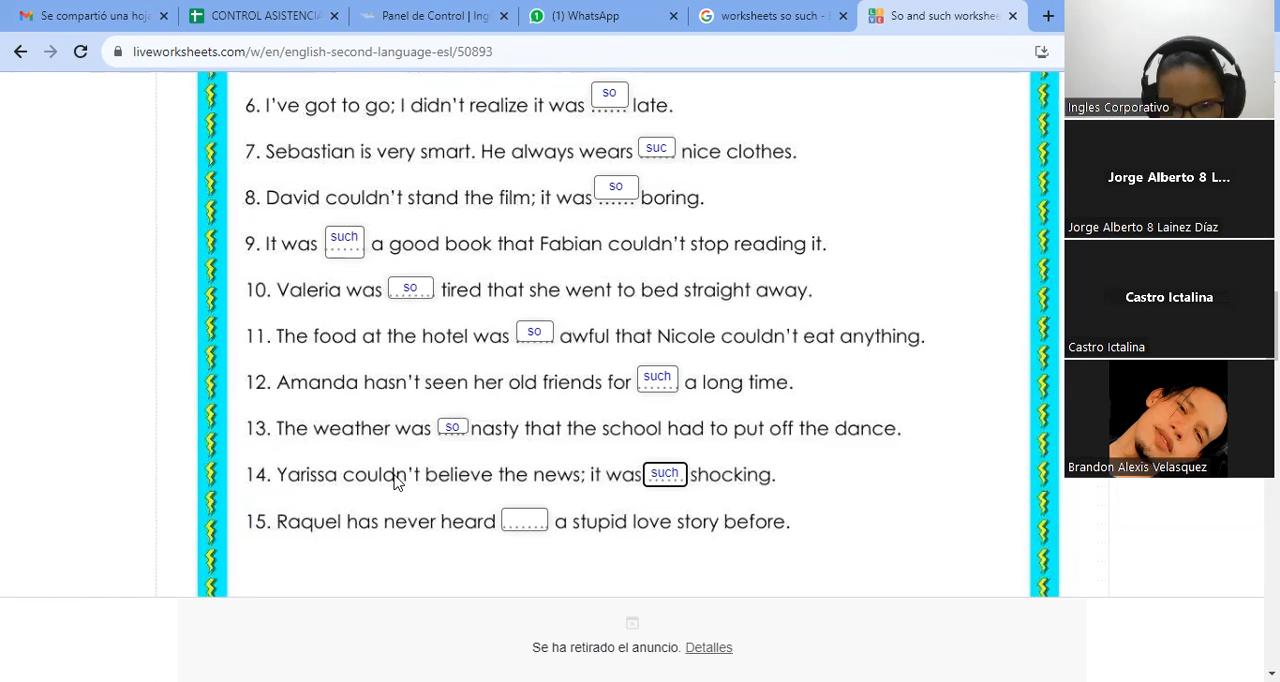 Se compartió una hoja
CONTROL ASISTENCIA
Panel de Control | Ing
(1) WhatsApp
worksheets so such -
So and such workshee
liveworksheets.com/w/en/english-second-language-esl/50893
6. I've got to go; I didn't realize it was so late.
7. Sebastian is very smart. He always wears suc nice clothes.
8. David couldn't stand the film; it was so boring.
9. It was such a good book that Fabian couldn't stop reading it.
10. Valeria was so tired that she went to bed straight away.
11. The food at the hotel was so awful that Nicole couldn't eat anything.
12. Amanda hasn't seen her old friends for such a long time.
13. The weather was so nasty that the school had to put off the dance.
14. Yarissa couldn't believe the news; it was such shocking.
15. Raquel has never heard ....... a stupid love story before.
Se ha retirado el anuncio. Detalles
Ingles Corporativo
Jorge Alberto 8 L...
Jorge Alberto 8 Lainez Díaz
Castro Ictalina
Castro Ictalina
Brandon Alexis Velasquez